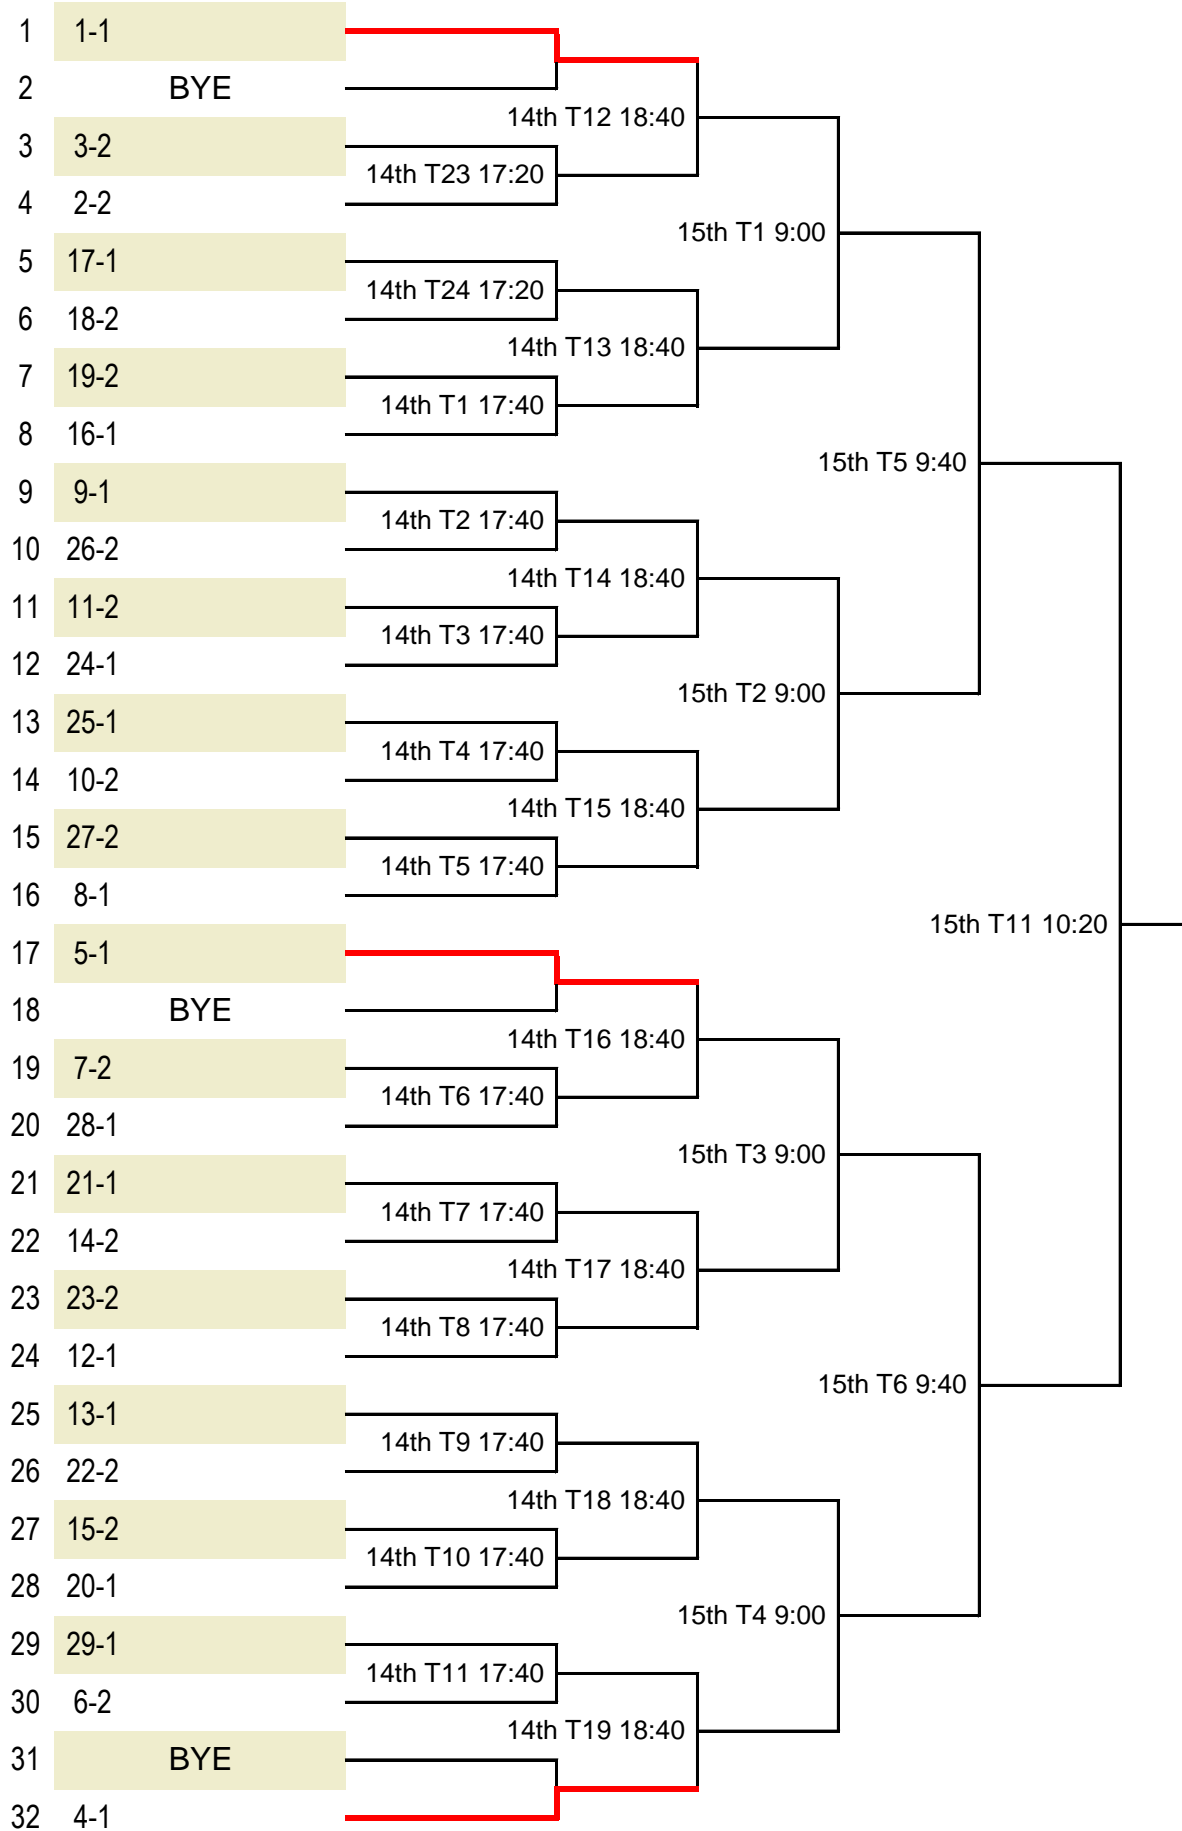 1 1-1
2 BYE
14th T12 18:40
3 3-2
14th T23 17:20
4 2-2
15th T1 9:00
5 17-1
14th T24 17:20
6 18-2
14th T13 18:40
7 19-2
14th T1 17:40
8 16-1
15th T5 9:40
9 9-1
14th T2 17:40
10 26-2
14th T14 18:40
11 11-2
14th T3 17:40
12 24-1
15th T2 9:00
13 25-1
14th T4 17:40
14 10-2
14th T15 18:40
15 27-2
14th T5 17:40
16 8-1
15th T11 10:20
17 5-1
18 BYE
14th T16 18:40
19 7-2
14th T6 17:40
20 28-1
15th T3 9:00
21 21-1
14th T7 17:40
22 14-2
14th T17 18:40
23 23-2
14th T8 17:40
24 12-1
15th T6 9:40
25 13-1
14th T9 17:40
26 22-2
14th T18 18:40
27 15-2
14th T10 17:40
28 20-1
15th T4 9:00
29 29-1
14th T11 17:40
30 6-2
14th T19 18:40
31 BYE
32 4-1